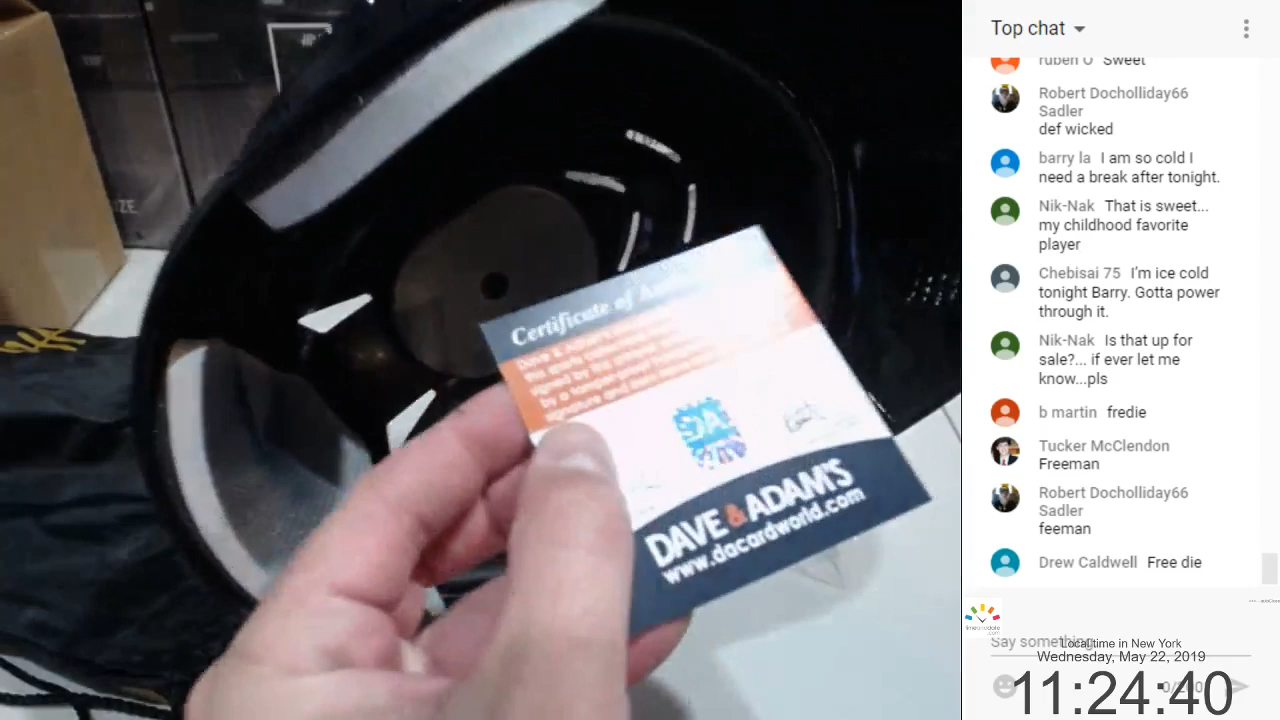 Certificate of
DAVE & ADAM'S
www.dacardworld.com
Top chat
ruben O Sweet
Robert Docholliday66
Sadler
def wicked
barry la I am so cold I
need a break after tonight.
Nik-Nak That is sweet...
my childhood favorite
player
Chebisai 75 I'm ice cold
tonight Barry. Gotta power
through it.
Nik-Nak Is that up for
sale?... if ever let me
know...pls
b martin fredie
Tucker McClendon
Freeman
Robert Docholliday66
Sadler
feeman
Drew Caldwell Free die
Say something...
Local time in New York
Wednesday, May 22, 2019
11:24:40